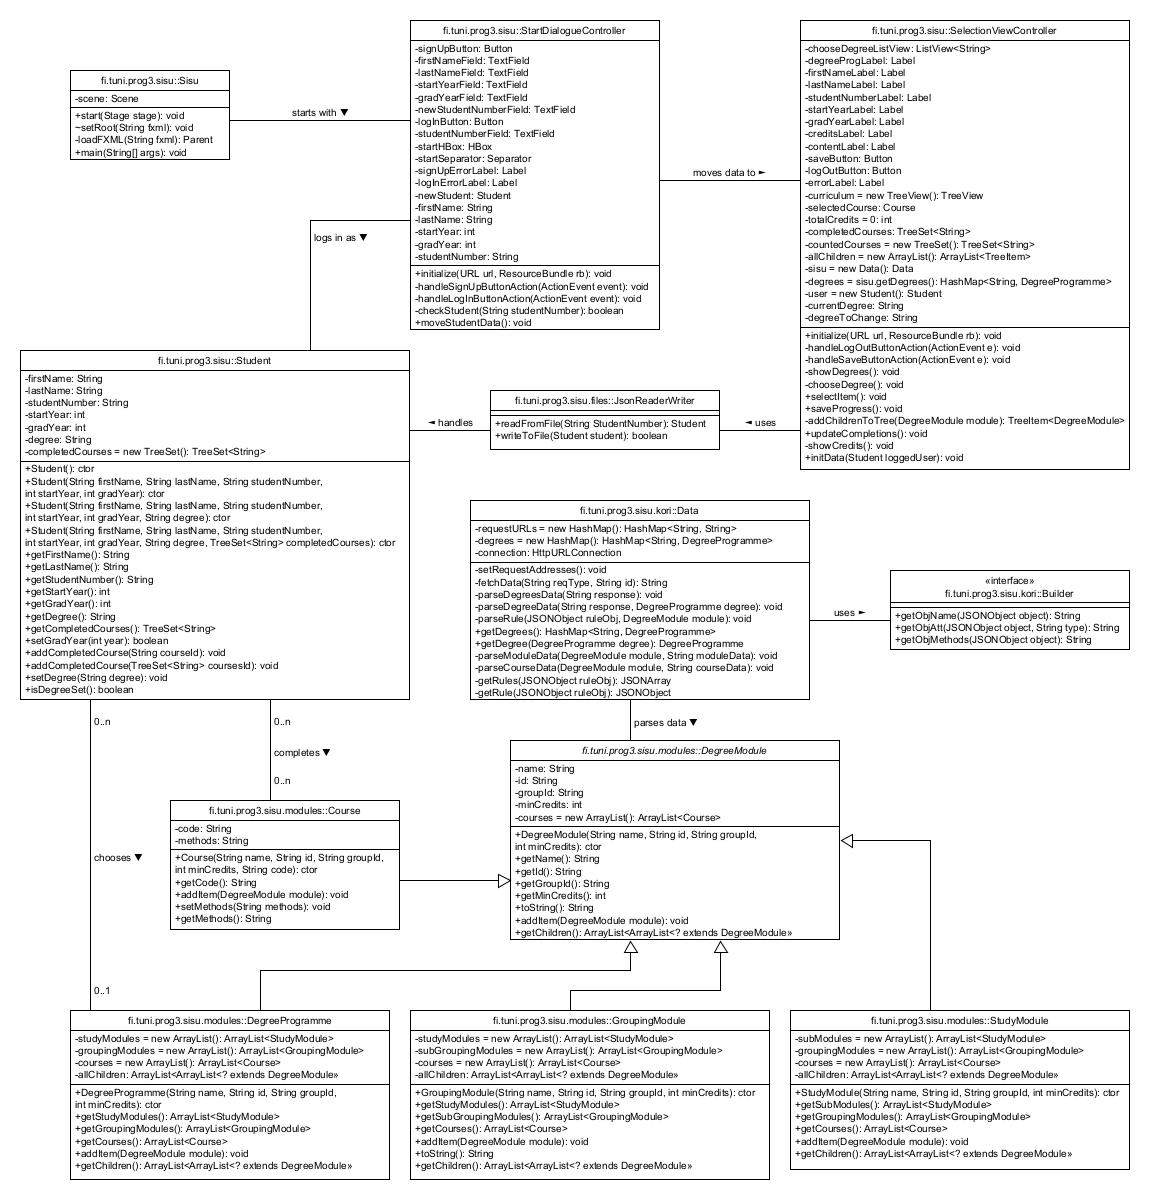 fi.tuni.prog3.sisu::Sisu
-scene: Scene
+start(Stage stage): void
~setRoot(String fxml): void
-loadFXML(String fxml): Parent
+main(String[] args): void
starts with ▼
fi.tuni.prog3.sisu::StartDialogueController
-signUpButton: Button
-firstNameField: TextField
-lastNameField: TextField
-startYearField: TextField
-gradYearField: TextField
-newStudentNumberField: TextField
-logInButton: Button
-studentNumberField: TextField
-startHBox: HBox
-startSeparator: Separator
-signUpErrorLabel: Label
-logInErrorLabel: Label
-newStudent: Student
-firstName: String
-lastName: String
-startYear: int
-gradYear: int
-studentNumber: String
+initialize(URL url, ResourceBundle rb): void
-handleSignUpButtonAction(ActionEvent event): void
-handleLogInButtonAction(ActionEvent event): void
-checkStudent(String studentNumber): boolean
+moveStudentData(): void
moves data to ►
fi.tuni.prog3.sisu::SelectionViewController
-chooseDegreeListView: ListView<String>
-degreeProgLabel: Label
-firstNameLabel: Label
-lastNameLabel: Label
-studentNumberLabel: Label
-startYearLabel: Label
-gradYearLabel: Label
-creditsLabel: Label
-contentLabel: Label
-saveButton: Button
-logOutButton: Button
-errorLabel: Label
-curriculum = new TreeView(): TreeView
-selectedCourse: Course
-totalCredits = 0: int
-completedCourses: TreeSet<String>
-countedCourses = new TreeSet(): TreeSet<String>
-allChildren = new ArrayList(): ArrayList<TreeItem>
-sisu = new Data(): Data
-degrees = sisu.getDegrees(): HashMap<String, DegreeProgramme>
-user = new Student(): Student
-currentDegree: String
-degreeToChange: String
+initialize(URL url, ResourceBundle rb): void
-handleLogOutButtonAction(ActionEvent e): void
-handleSaveButtonAction(ActionEvent e): void
-showDegrees(): void
-chooseDegree(): void
+selectItem(): void
+saveProgress(): void
-addChildrenToTree(DegreeModule module): TreeItem<DegreeModule>
+updateCompletions(): void
-showCredits(): void
+initData(Student loggedUser): void
logs in as ▼
fi.tuni.prog3.sisu::Student
-firstName: String
-lastName: String
-studentNumber: String
-startYear: int
-gradYear: int
-degree: String
-completedCourses = new TreeSet(): TreeSet<String>
+Student(): ctor
+Student(String firstName, String lastName, String studentNumber,
int startYear, int gradYear): ctor
+Student(String firstName, String lastName, String studentNumber,
int startYear, int gradYear, String degree): ctor
+Student(String firstName, String lastName, String studentNumber,
int startYear, int gradYear, String degree, TreeSet<String> completedCourses): ctor
+getFirstName(): String
+getLastName(): String
+getStudentNumber(): String
+getStartYear(): int
+getGradYear(): int
+getDegree(): String
+getCompletedCourses(): TreeSet<String>
+setGradYear(int year): boolean
+addCompletedCourse(String courseId): void
+addCompletedCourse(TreeSet<String> coursesId): void
+setDegree(String degree): void
+isDegreeSet(): boolean
◄ handles
fi.tuni.prog3.sisu.files::JsonReaderWriter
+readFromFile(String StudentNumber): Student
+writeToFile(Student student): boolean
◄ uses
fi.tuni.prog3.sisu.kori::Data
-requestURLs = new HashMap(): HashMap<String, String>
-degrees = new HashMap(): HashMap<String, DegreeProgramme>
-connection: HttpURLConnection
-setRequestAddresses(): void
-fetchData(String reqType, String id): String
-parseDegreesData(String response): void
-parseDegreeData(String response, DegreeProgramme degree): void
-parseRule(JSONObject ruleObj, DegreeModule module): void
+getDegrees(): HashMap<String, DegreeProgramme>
+getDegree(DegreeProgramme degree): DegreeProgramme
-parseModuleData(DegreeModule module, String moduleData): void
-parseCourseData(DegreeModule module, String courseData): void
-getRules(JSONObject ruleObj): JSONArray
-getRule(JSONObject ruleObj): JSONObject
uses ►
«interface»
fi.tuni.prog3.sisu.kori::Builder
+getObjName(JSONObject object): String
+getObjAtt(JSONObject object, String type): String
+getObjMethods(JSONObject object): String
0..n
0..n
completes ▼
0..n
parses data ▼
fi.tuni.prog3.sisu.modules::DegreeModule
-name: String
-id: String
-groupId: String
-minCredits: int
-courses = new ArrayList(): ArrayList<Course>
+DegreeModule(String name, String id, String groupId,
int minCredits): ctor
+getName(): String
+getId(): String
+getGroupId(): String
+getMinCredits(): int
+toString(): String
+addItem(DegreeModule module): void
+getChildren(): ArrayList<ArrayList<? extends DegreeModule»
fi.tuni.prog3.sisu.modules::Course
-code: String
-methods: String
+Course(String name, String id, String groupId,
int minCredits, String code): ctor
+getCode(): String
+addItem(DegreeModule module): void
+setMethods(String methods): void
+getMethods(): String
chooses ▼
0..1
fi.tuni.prog3.sisu.modules::DegreeProgramme
-studyModules = new ArrayList(): ArrayList<StudyModule>
-groupingModules = new ArrayList(): ArrayList<GroupingModule>
-courses = new ArrayList(): ArrayList<Course>
-allChildren: ArrayList<ArrayList<? extends DegreeModule»
+DegreeProgramme(String name, String id, String groupId,
int minCredits): ctor
+getStudyModules(): ArrayList<StudyModule>
+getGroupingModules(): ArrayList<GroupingModule>
+getCourses(): ArrayList<Course>
+addItem(DegreeModule module): void
+getChildren(): ArrayList<ArrayList<? extends DegreeModule»
fi.tuni.prog3.sisu.modules::GroupingModule
-studyModules = new ArrayList(): ArrayList<StudyModule>
-subGroupingModules = new ArrayList(): ArrayList<GroupingModule>
-courses = new ArrayList(): ArrayList<Course>
-allChildren: ArrayList<ArrayList<? extends DegreeModule»
+GroupingModule(String name, String id, String groupId, int minCredits): ctor
+getStudyModules(): ArrayList<StudyModule>
+getSubGroupingModules(): ArrayList<GroupingModule>
+getCourses(): ArrayList<Course>
+addItem(DegreeModule module): void
+toString(): String
+getChildren(): ArrayList<ArrayList<? extends DegreeModule»
fi.tuni.prog3.sisu.modules::StudyModule
-subModules = new ArrayList(): ArrayList<StudyModule>
-groupingModules = new ArrayList(): ArrayList<GroupingModule>
-courses = new ArrayList(): ArrayList<Course>
-allChildren: ArrayList<ArrayList<? extends DegreeModule»
+StudyModule(String name, String id, String groupId, int minCredits): ctor
+getSubModules(): ArrayList<StudyModule>
+getGroupingModules(): ArrayList<GroupingModule>
+getCourses(): ArrayList<Course>
+addItem(DegreeModule module): void
+getChildren(): ArrayList<ArrayList<? extends DegreeModule»